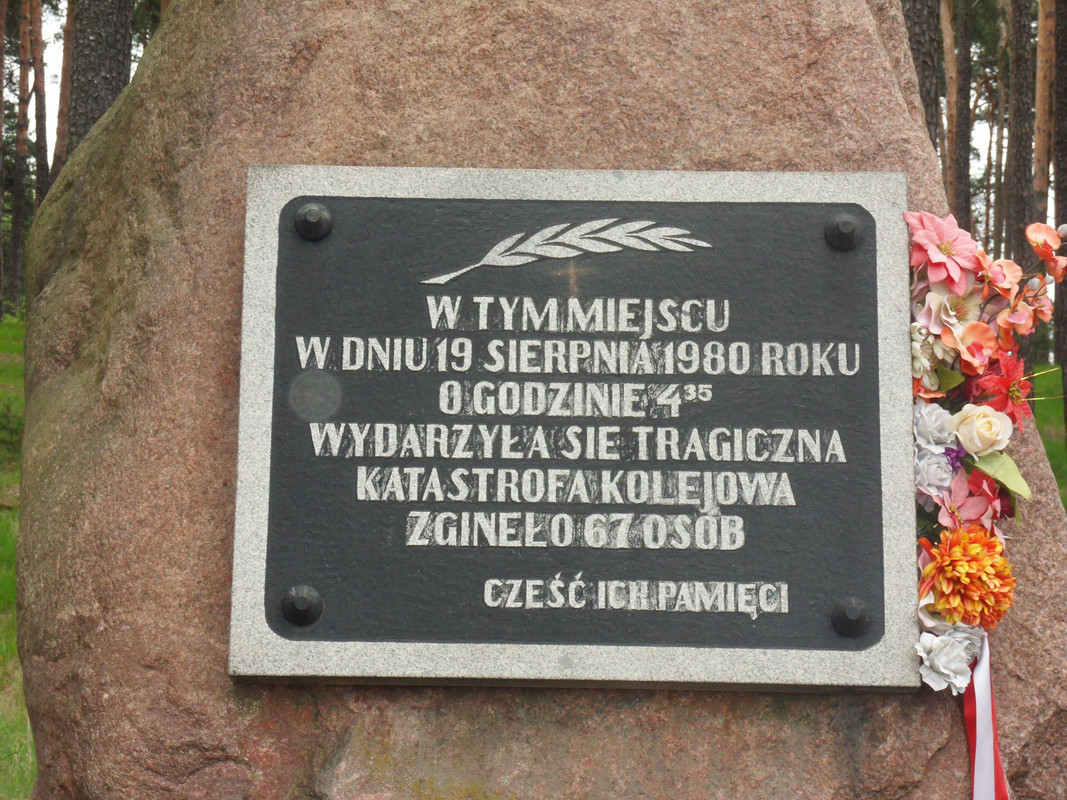 W TYM MIEJSCU
W DNIU 19 SIERPNIA 1980 ROKU
O GODZINIE 4³⁵
WYDARZYŁA SIE TRAGICZNA
KATASTROFA KOLEJOWA
ZGINEŁO 67 OSÓB
CZEŚĆ ICH PAMIĘCI